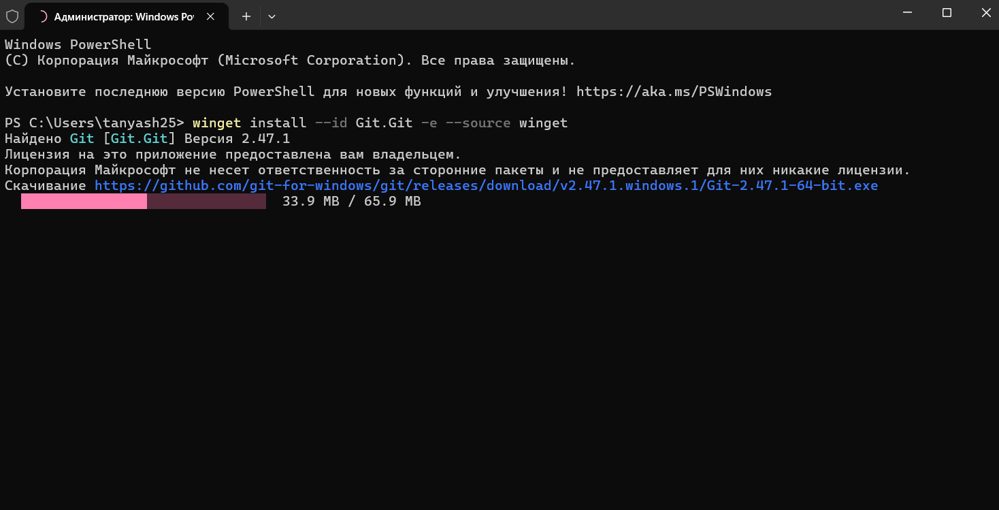 Администратор: Windows Po
Windows PowerShell
(C) Корпорация Майкрософт (Microsoft Corporation). Все права защищены.
Установите последнюю версию PowerShell для новых функций и улучшения! https://aka.ms/PSWindows
PS C:\Users\tanyash25> winget install --id Git.Git -e --source winget
Найдено Git [Git.Git] Версия 2.47.1
Лицензия на это приложение предоставлена вам владельцем.
Корпорация Майкрософт не несет ответственность за сторонние пакеты и не предоставляет для них никакие лицензии.
Скачивание https://github.com/git-for-windows/git/releases/download/v2.47.1.windows.1/Git-2.47.1-64-bit.exe
33.9 MB / 65.9 MB